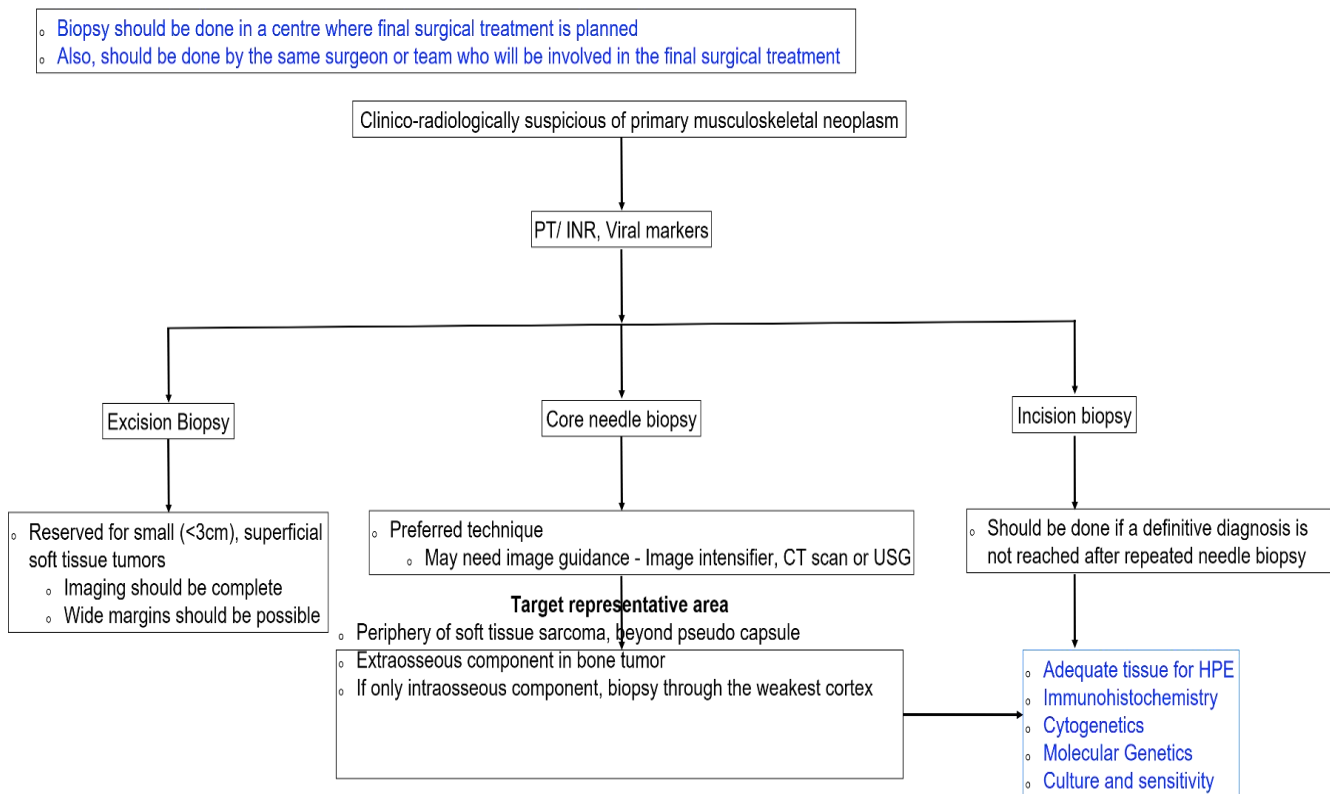 Biopsy should be done in a centre where final surgical treatment is planned
Also, should be done by the same surgeon or team who will be involved in the final surgical treatment
Clinico-radiologically suspicious of primary musculoskeletal neoplasm
PT/ INR, Viral markers
Excision Biopsy
Core needle biopsy
Incision biopsy
Reserved for small (<3cm), superficial
soft tissue tumors
Imaging should be complete
Wide margins should be possible
Preferred technique
May need image guidance - Image intensifier, CT scan or USG
Should be done if a definitive diagnosis is
not reached after repeated needle biopsy
Target representative area
Periphery of soft tissue sarcoma, beyond pseudo capsule
Extraosseous component in bone tumor
If only intraosseous component, biopsy through the weakest cortex
Adequate tissue for HPE
Immunohistochemistry
Cytogenetics
Molecular Genetics
Culture and sensitivity